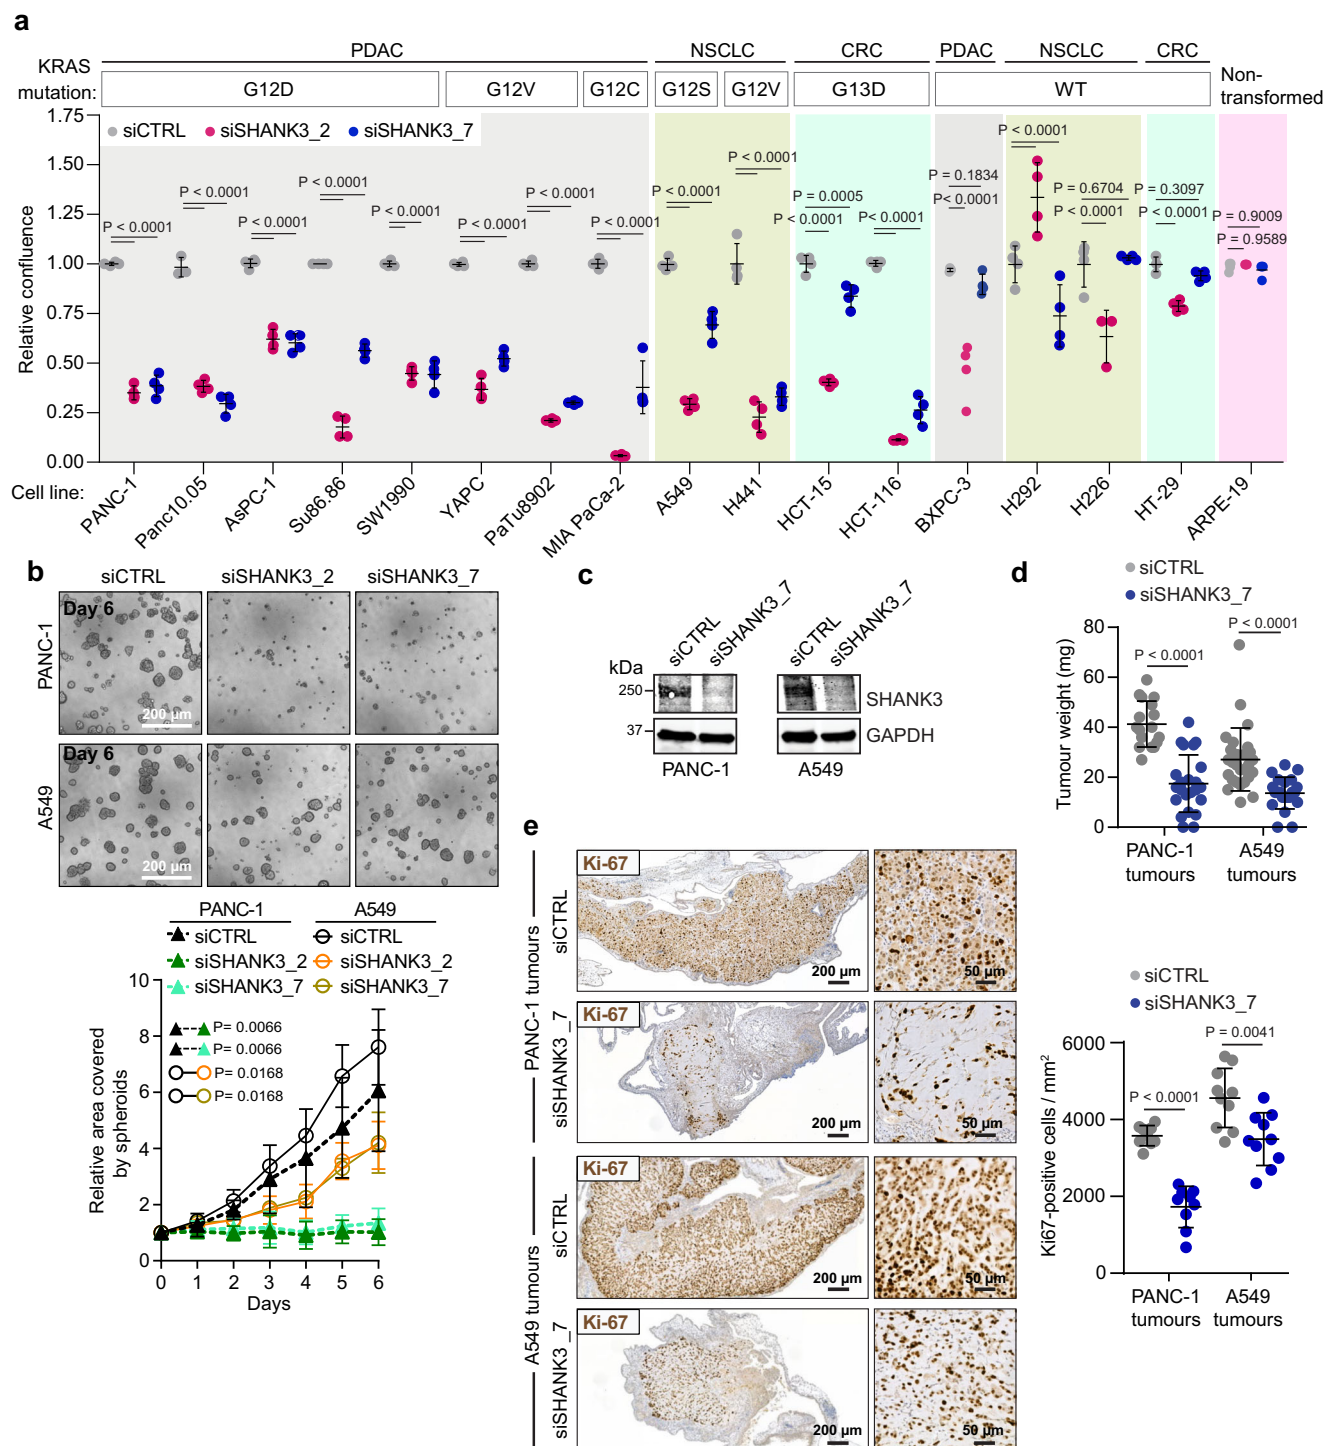 a
PDAC NSCLC CRC PDAC NSCLC CRC
KRAS mutation: G12D G12V G12C G12S G12V G13D WT Non-transformed
siCTRL siSHANK3_2 siSHANK3_7
Relative confluence
1.75
1.50
1.25
1.00
0.75
0.50
0.25
0.00
P < 0.0001
P < 0.0001
P < 0.0001
P < 0.0001
P < 0.0001
P < 0.0001
P < 0.0001
P < 0.0001
P < 0.0001
P < 0.0001
P = 0.0005
P < 0.0001
P < 0.0001
P = 0.1834
P <0.0001
P < 0.0001
P = 0.6704
P < 0.0001
P = 0.3097
P < 0.0001
P = 0.9009
P = 0.9589
Cell line: PANC-1 Panc10.05 AsPC-1 Su86.86 SW1990 YAPC PaTu8902 MIA PaCa-2 A549 H441 HCT-15 HCT-116 BXPC-3 H292 H226 HT-29 ARPE-19
b
siCTRL siSHANK3_2 siSHANK3_7
PANC-1
Day 6
200 µm
A549
Day 6
200 µm
PANC-1 A549
siCTRL siCTRL
siSHANK3_2 siSHANK3_2
siSHANK3_7 siSHANK3_7
P= 0.0066
P= 0.0066
P= 0.0168
P= 0.0168
Relative area covered by spheroids
10
8
6
4
2
0
0 1 2 3 4 5 6
Days
c
siCTRL siSHANK3_7 siCTRL siSHANK3_7
kDa
250
SHANK3
37
GAPDH
PANC-1 A549
d
siCTRL
siSHANK3_7
Tumour weight (mg)
80
60
40
20
0
P < 0.0001
P < 0.0001
PANC-1 tumours
A549 tumours
e
PANC-1 tumours
siCTRL
Ki-67
200 µm
50 µm
siSHANK3_7
Ki-67
200 µm
50 µm
A549 tumours
siCTRL
Ki-67
200 µm
50 µm
siSHANK3_7
Ki-67
200 µm
50 µm
siCTRL
siSHANK3_7
Ki67-positive cells / mm²
6000
4000
2000
0
P < 0.0001
P = 0.0041
PANC-1 tumours
A549 tumours